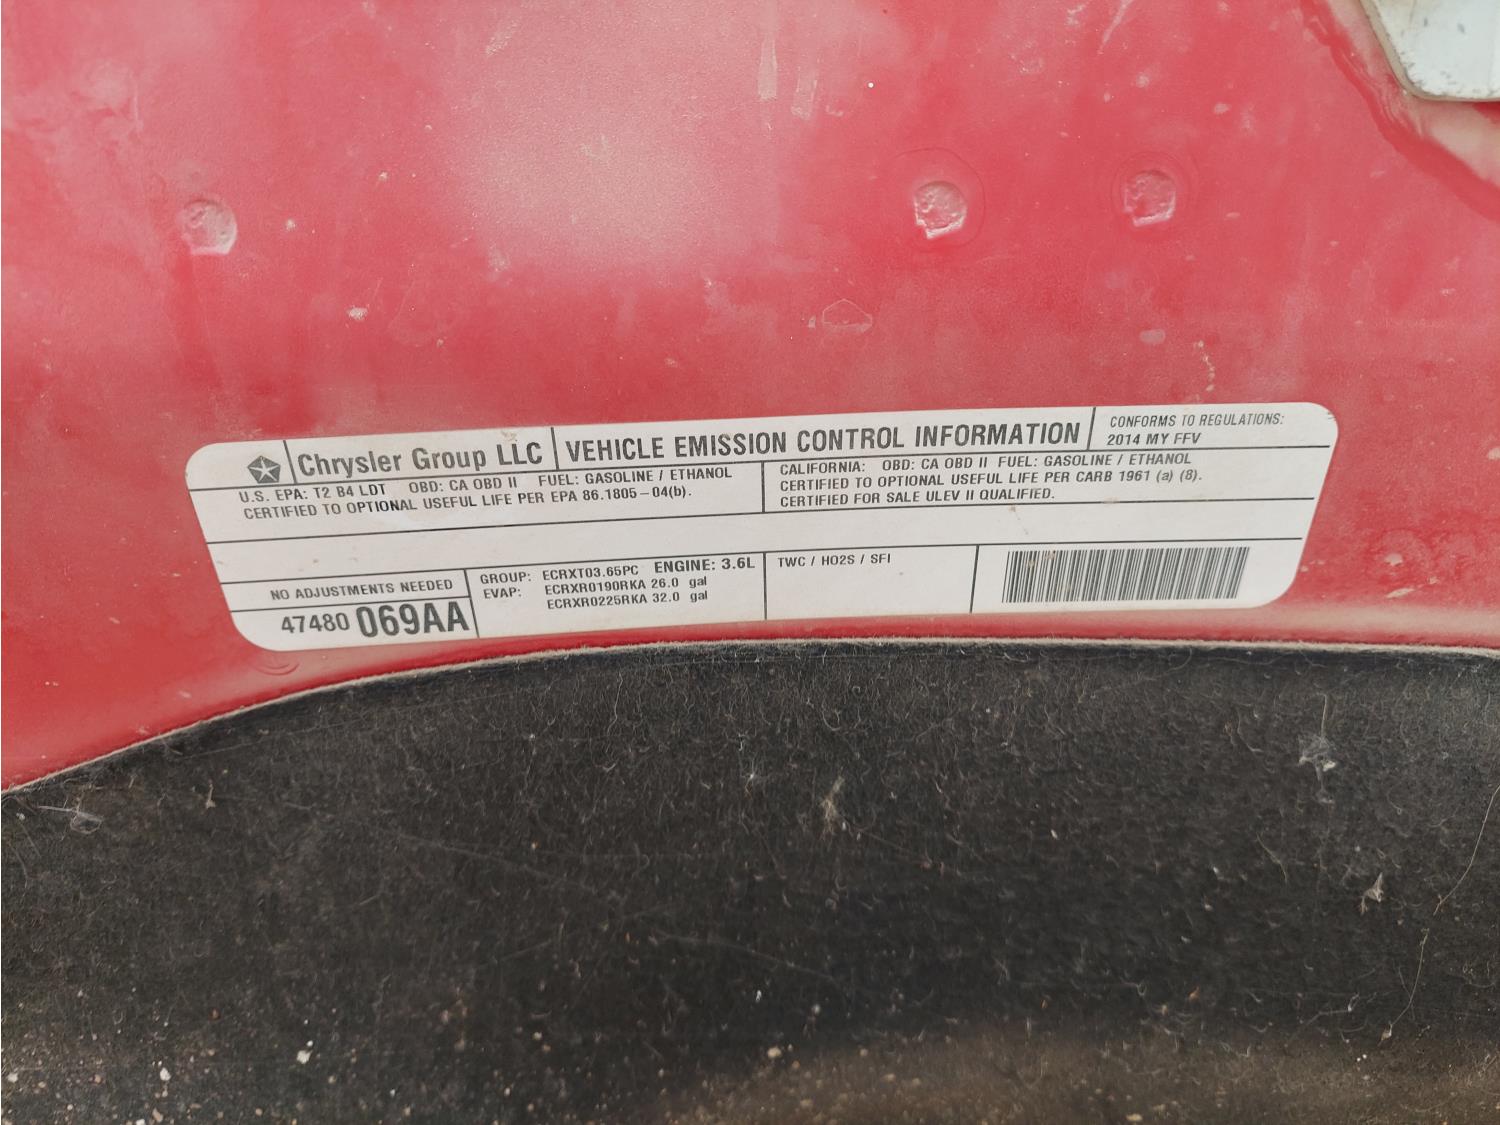 Chrysler Group LLC
VEHICLE EMISSION CONTROL INFORMATION
CONFORMS TO REGULATIONS:
2014 MY FFV
U.S. EPA: T2 B4 LDT OBD: CA OBD II FUEL: GASOLINE / ETHANOL
CERTIFIED TO OPTIONAL USEFUL LIFE PER EPA 86.1805-04(b).
CALIFORNIA: OBD: CA OBD II FUEL: GASOLINE / ETHANOL
CERTIFIED TO OPTIONAL USEFUL LIFE PER CARB 1961 (a) (8).
CERTIFIED FOR SALE ULEV II QUALIFIED.
NO ADJUSTMENTS NEEDED
47480 069AA
GROUP: ECRXT03.65PC ENGINE: 3.6L
EVAP: ECRXR0190RKA 26.0 gal
ECRXR0225RKA 32.0 gal
TWC / HO2S / SFI